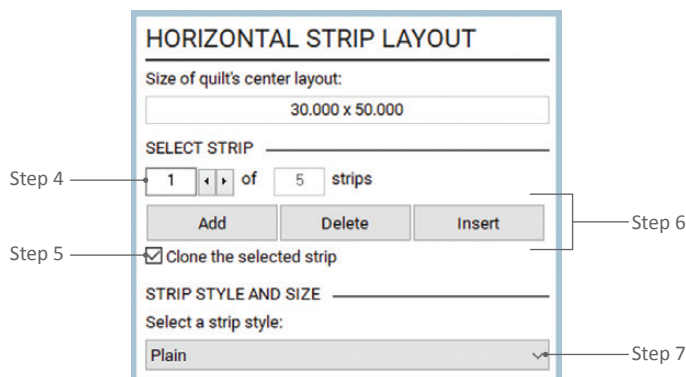 HORIZONTAL STRIP LAYOUT
Size of quilt's center layout:
30.000 x 50.000
SELECT STRIP
Step 4
1 of 5 strips
Add Delete Insert
Step 6
Step 5
Clone the selected strip
STRIP STYLE AND SIZE
Select a strip style:
Plain
Step 7